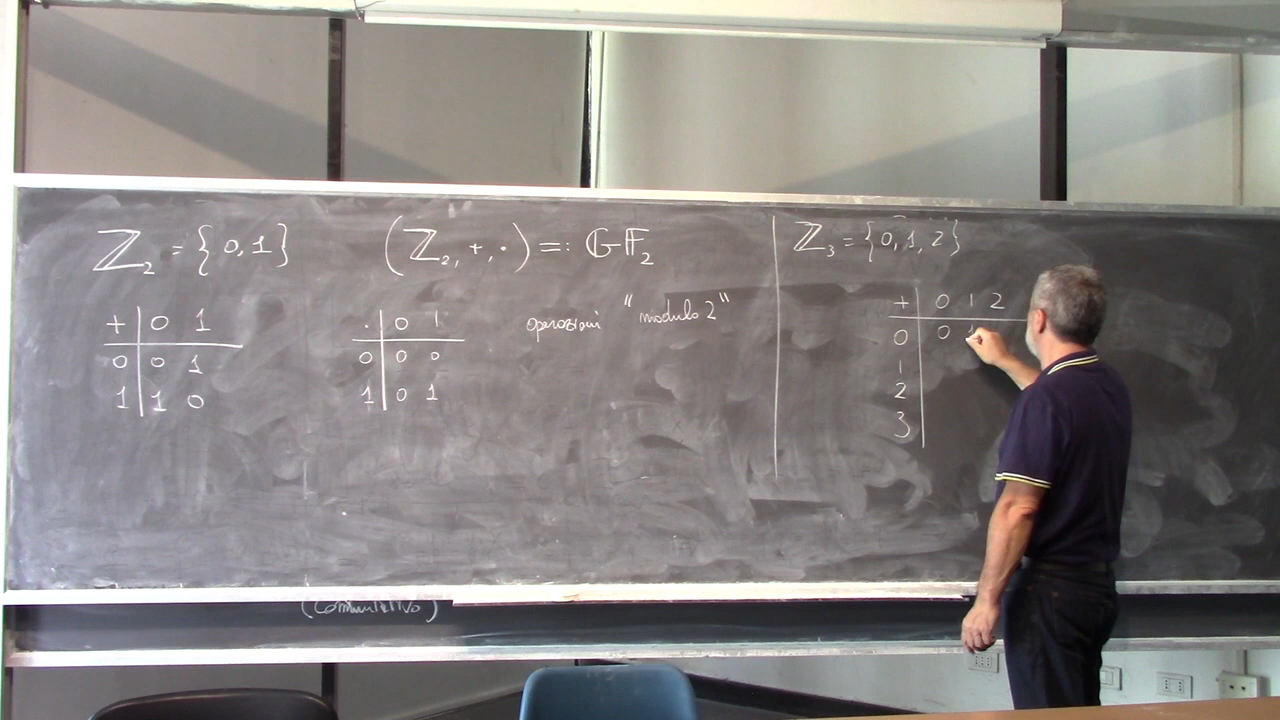 ℤ₂ = {0,1}
(ℤ₂, +, ·) =: 𝔾𝔽₂
+ | 0 1
0 | 0 1
1 | 1 0
· | 0 1
0 | 0 0
1 | 0 1
operazioni "modulo 2"
ℤ₃ = {0,1,2}
+ | 0 1 2
0 | 0 1
1 |
2 |
3 |
(commutativo)